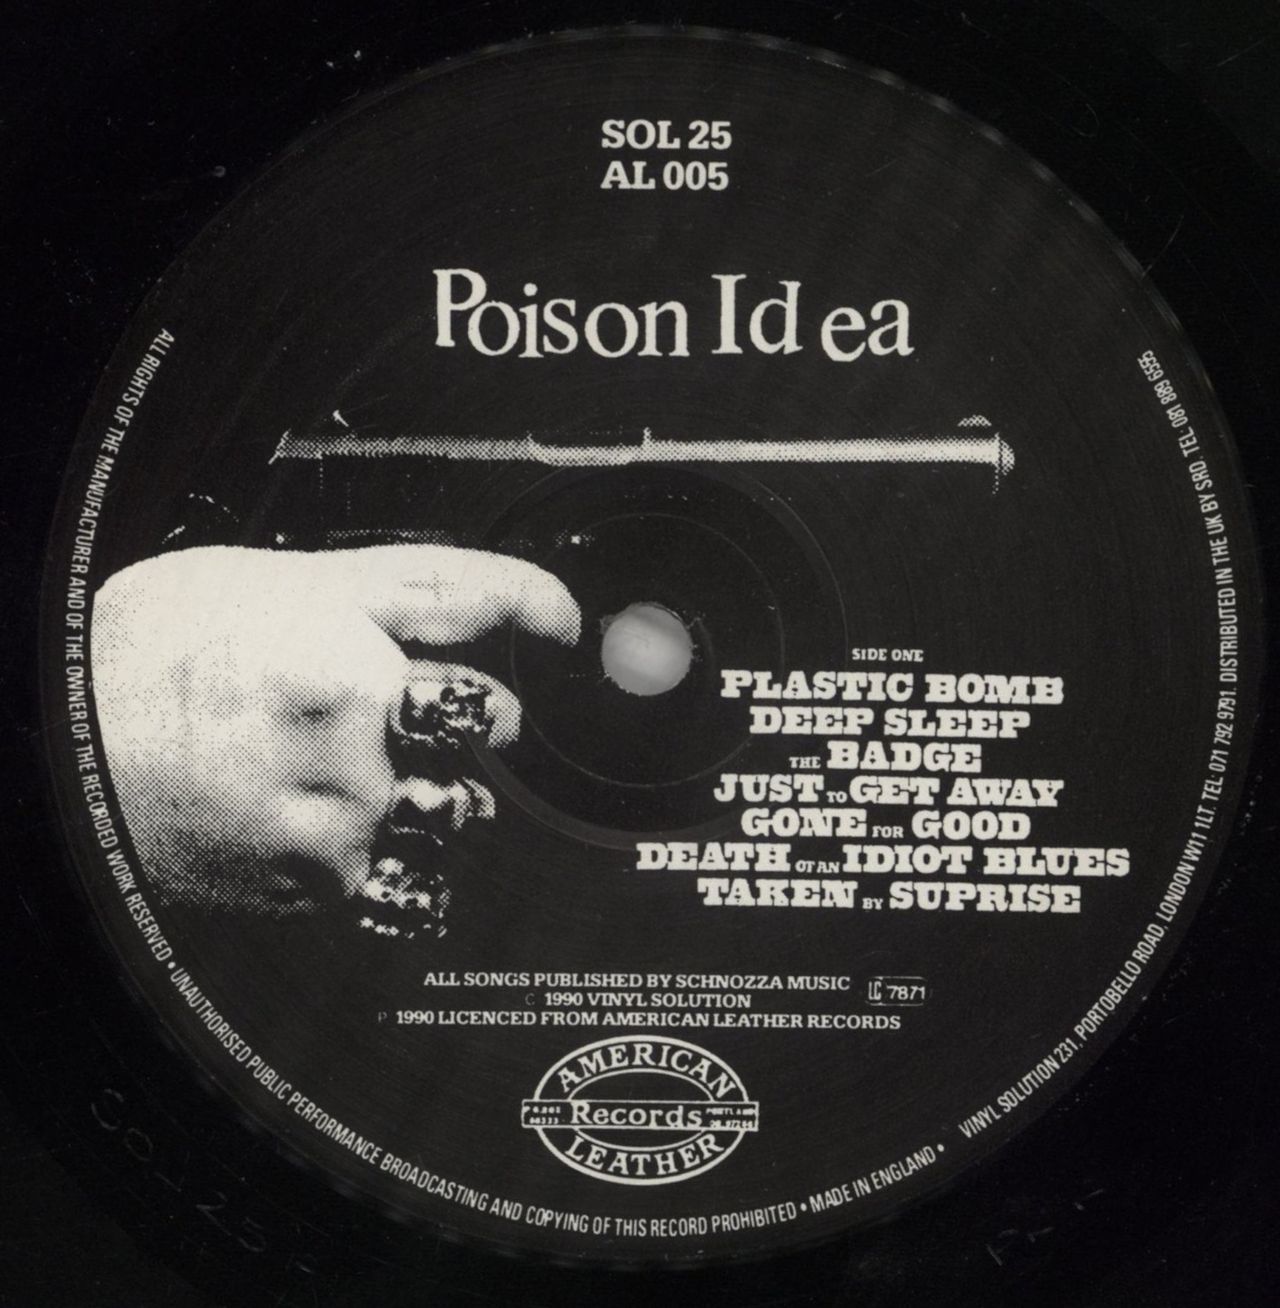 SOL 25
AL 005
Poison Idea
SIDE ONE
PLASTIC BOMB
DEEP SLEEP
THE BADGE
JUST TO GET AWAY
GONE FOR GOOD
DEATH OF AN IDIOT BLUES
TAKEN BY SUPRISE
ALL SONGS PUBLISHED BY SCHNOZZA MUSIC
LC 7871
C 1990 VINYL SOLUTION
P 1990 LICENCED FROM AMERICAN LEATHER RECORDS
AMERICAN
Records
LEATHER
ALL RIGHTS OF THE MANUFACTURER AND OF THE OWNER OF THE RECORDED WORK RESERVED • UNAUTHORISED PUBLIC PERFORMANCE BROADCASTING AND COPYING OF THIS RECORD PROHIBITED • MADE IN ENGLAND •
VINYL SOLUTION 231, PORTOBELLO ROAD, LONDON W11 1LT. TEL: 071 792 9791. DISTRIBUTED IN THE UK BY SRD. TEL: 081 889 6555
SOL 25